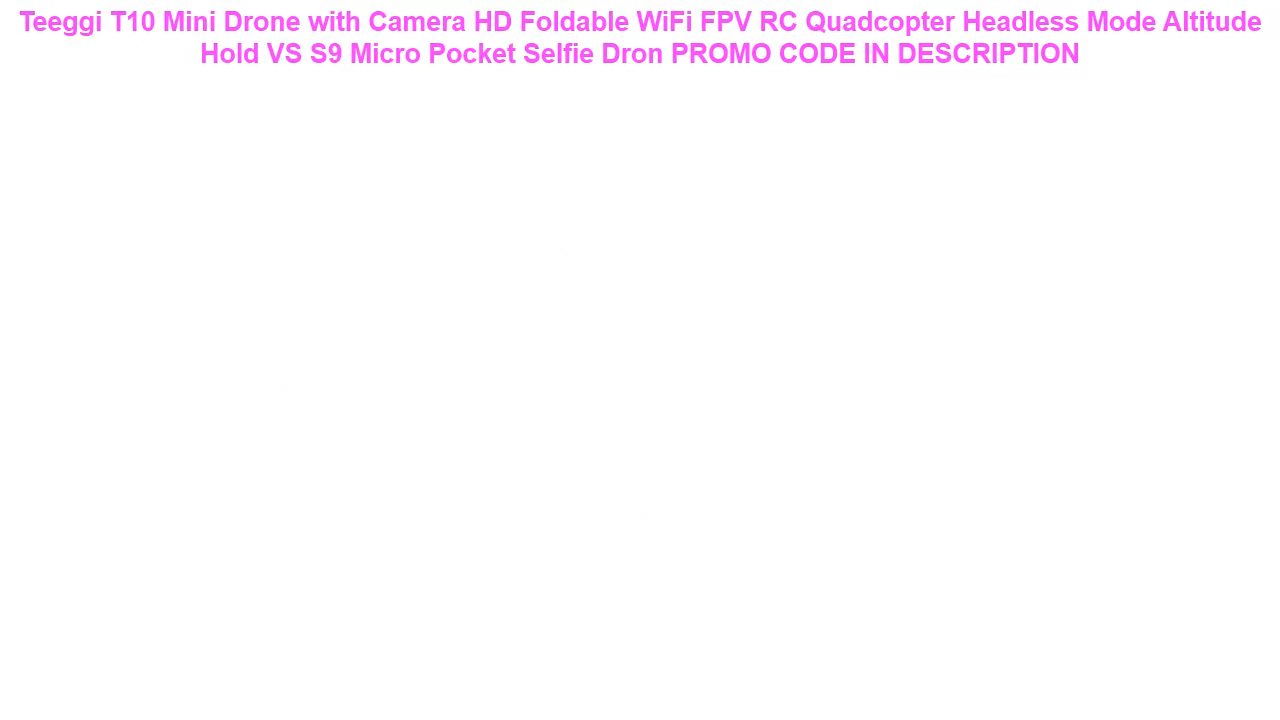 Teeggi T10 Mini Drone with Camera HD Foldable WiFi FPV RC Quadcopter Headless Mode Altitude
Hold VS S9 Micro Pocket Selfie Dron PROMO CODE IN DESCRIPTION